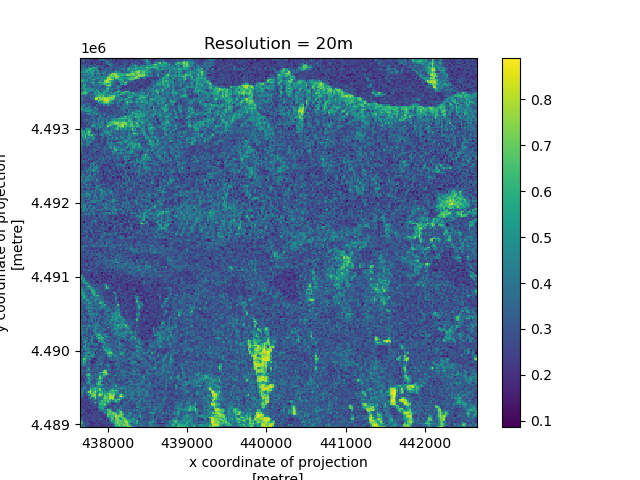 Resolution = 20m
1e6
4.493
4.492
4.491
4.490
4.489
438000 439000 440000 441000 442000
x coordinate of projection
[metre]
y coordinate of projection
[metre]
0.8
0.7
0.6
0.5
0.4
0.3
0.2
0.1